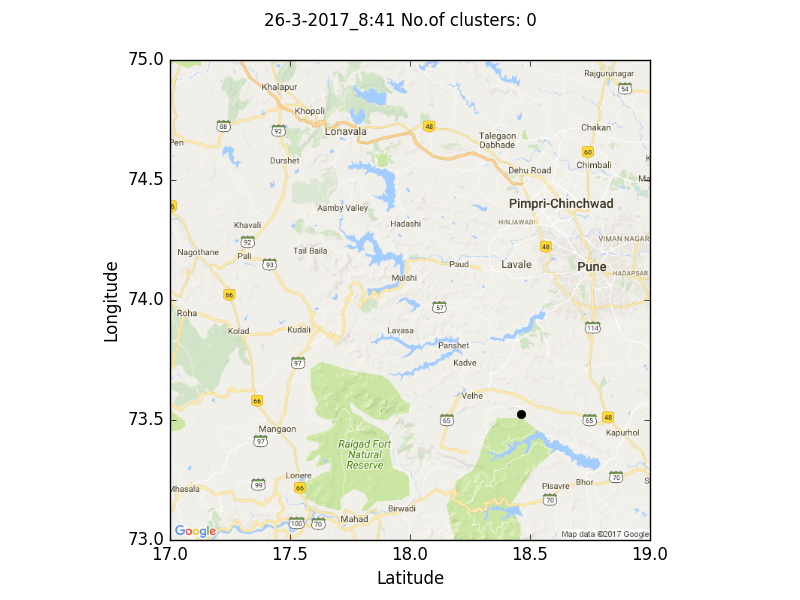 26-3-2017_8:41 No.of clusters: 0
75.0
74.5
74.0
73.5
73.0
Longitude
17.0
17.5
18.0
18.5
19.0
Latitude
Rajgurunagar
54
Khalapur
Khopoli
88
92
Lonavala
48
Chakan
Talegaon
Dabhade
Pen
60
Durshet
Chimbali
Dehu Road
Ma
Aamby Valley
Pimpri-Chinchwad
HINJAWADI
Khavali
Hadashi
VIMAN NAGAR
92
Tail Baila
48
Nagothane
Pali
93
Paud
Lavale
Pune
HADAPSAR
Mulshi
66
57
Roha
Kolad
Kudali
Lavasa
114
Panshet
97
Kadve
Velhe
66
65
65
48
Mangaon
Kapurhol
97
Raigad Fort
Natural
Reserve
Lonere
99
66
70
Bhor
Mhasala
Pisavre
S
70
Birwadi
100
70
Mahad
Google
Map data ©2017 Google